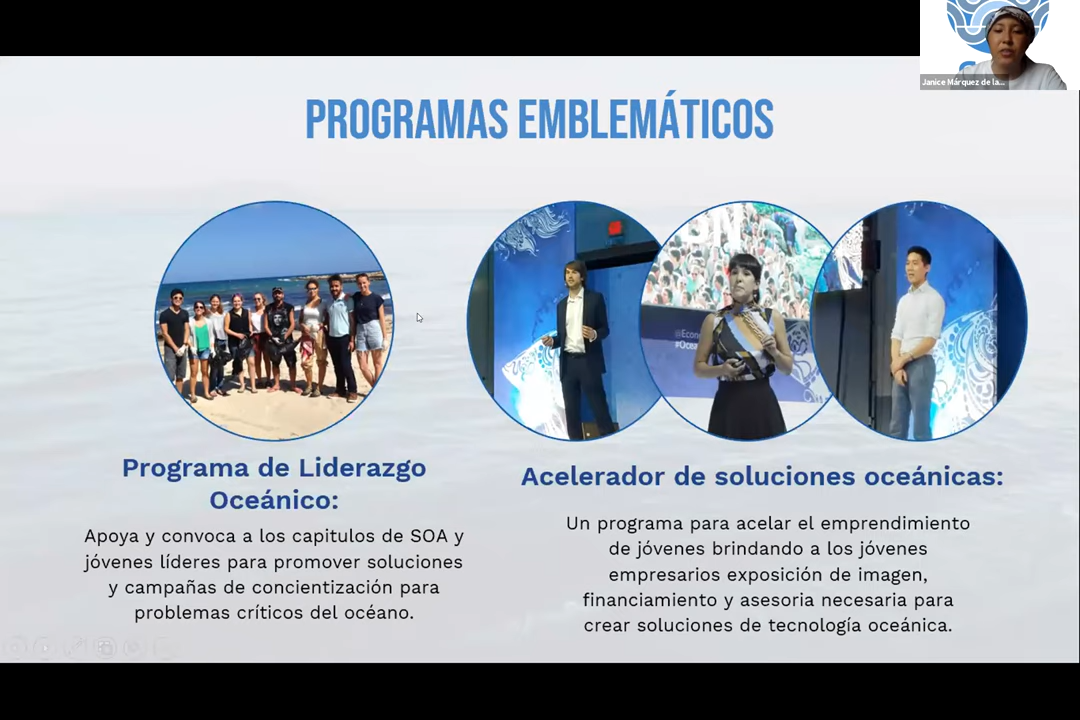 Janice Márquez de la...
PROGRAMAS EMBLEMÁTICOS
@Econ
#Ocea
Programa de Liderazgo
Oceánico:
Apoya y convoca a los capitulos de SOA y
jóvenes líderes para promover soluciones
y campañas de concientización para
problemas críticos del océano.
Acelerador de soluciones oceánicas:
Un programa para acelar el emprendimiento
de jóvenes brindando a los jóvenes
empresarios exposición de imagen,
financiamiento y asesoria necesaria para
crear soluciones de tecnología oceánica.